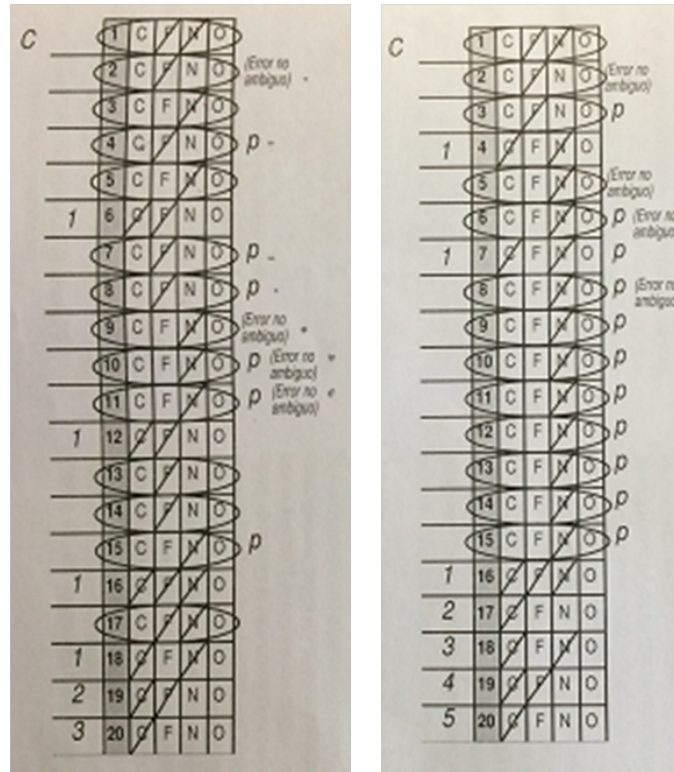 C
1 C F N O
2 C F N O (Error no ambiguo)
3 C F N O
4 C F N O p
5 C F N O
1 6 C F N O
7 C F N O p
8 C F N O p
9 C F N O (Error no ambiguo)
10 C F N O p (Error no ambiguo)
11 C F N O p (Error no ambiguo)
1 12 C F N O
13 C F N O
14 C F N O
15 C F N O p
1 16 C F N O
17 C F N O
1 18 C F N O
2 19 C F N O
3 20 C F N O
C
1 C F N O
2 C F N O (Error no ambiguo)
3 C F N O p
1 4 C F N O
5 C F N O (Error no ambiguo)
6 C F N O p (Error no ambiguo
1 7 C F N O p
8 C F N O p (Error no ambiguo
9 C F N O p
10 C F N O p
11 C F N O p
12 C F N O p
13 C F N O p
14 C F N O p
15 C F N O p
1 16 C F N O
2 17 C F N O
3 18 C F N O
4 19 C F N O
5 20 C F N O